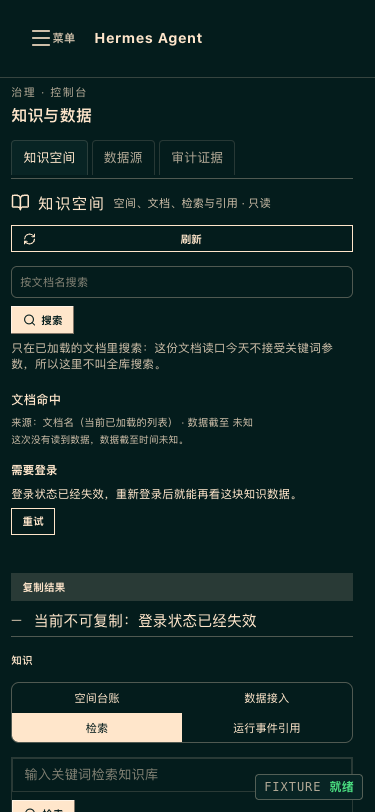 菜单 Hermes Agent
治理 · 控制台
知识与数据
知识空间 数据源 审计证据
知识空间 空间、文档、检索与引用 · 只读
刷新
按文档名搜索
搜索
只在已加载的文档里搜索：这份文档读口今天不接受关键词参
数，所以这里不叫全库搜索。
文档命中
来源：文档名（当前已加载的列表） · 数据截至 未知
这次没有读到数据，数据截至时间未知。
需要登录
登录状态已经失效，重新登录后就能再看这块知识数据。
重试
复制结果
— 当前不可复制：登录状态已经失效
知识
空间台账 数据接入
检索 运行事件引用
输入关键词检索知识库
FIXTURE 就绪